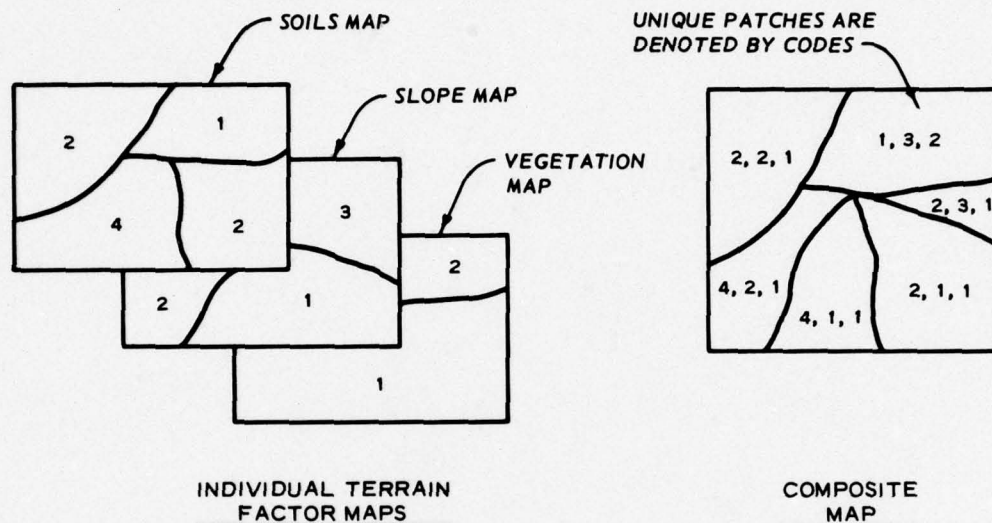 SOILS MAP
2
1
4
2
SLOPE MAP
3
2
1
VEGETATION
MAP
2
1
INDIVIDUAL TERRAIN
FACTOR MAPS
UNIQUE PATCHES ARE
DENOTED BY CODES
2, 2, 1
1, 3, 2
2, 3, 1
4, 2, 1
4, 1, 1
2, 1, 1
COMPOSITE
MAP